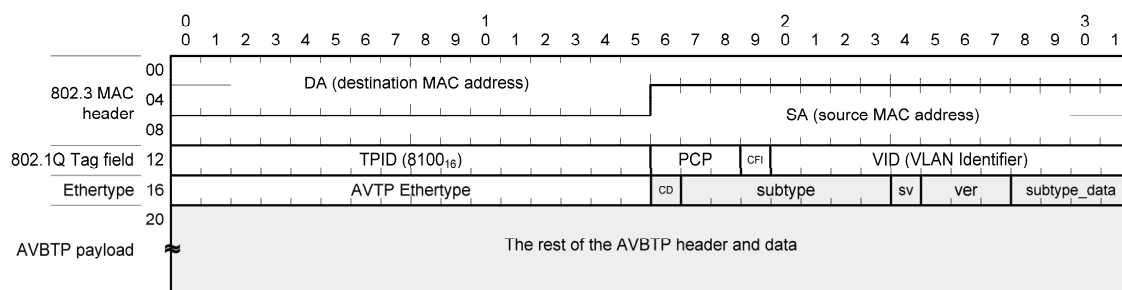 0 1 2 3
0 1 2 3 4 5 6 7 8 9 0 1 2 3 4 5 6 7 8 9 0 1 2 3 4 5 6 7 8 9 0 1
00
DA (destination MAC address)
802.3 MAC
header
04
SA (source MAC address)
08
802.1Q Tag field 12 TPID (8100₁₆) PCP CFI VID (VLAN Identifier)
Ethertype 16 AVTP Ethertype CD subtype sv ver subtype_data
20
AVBTP payload
≈
The rest of the AVBTP header and data